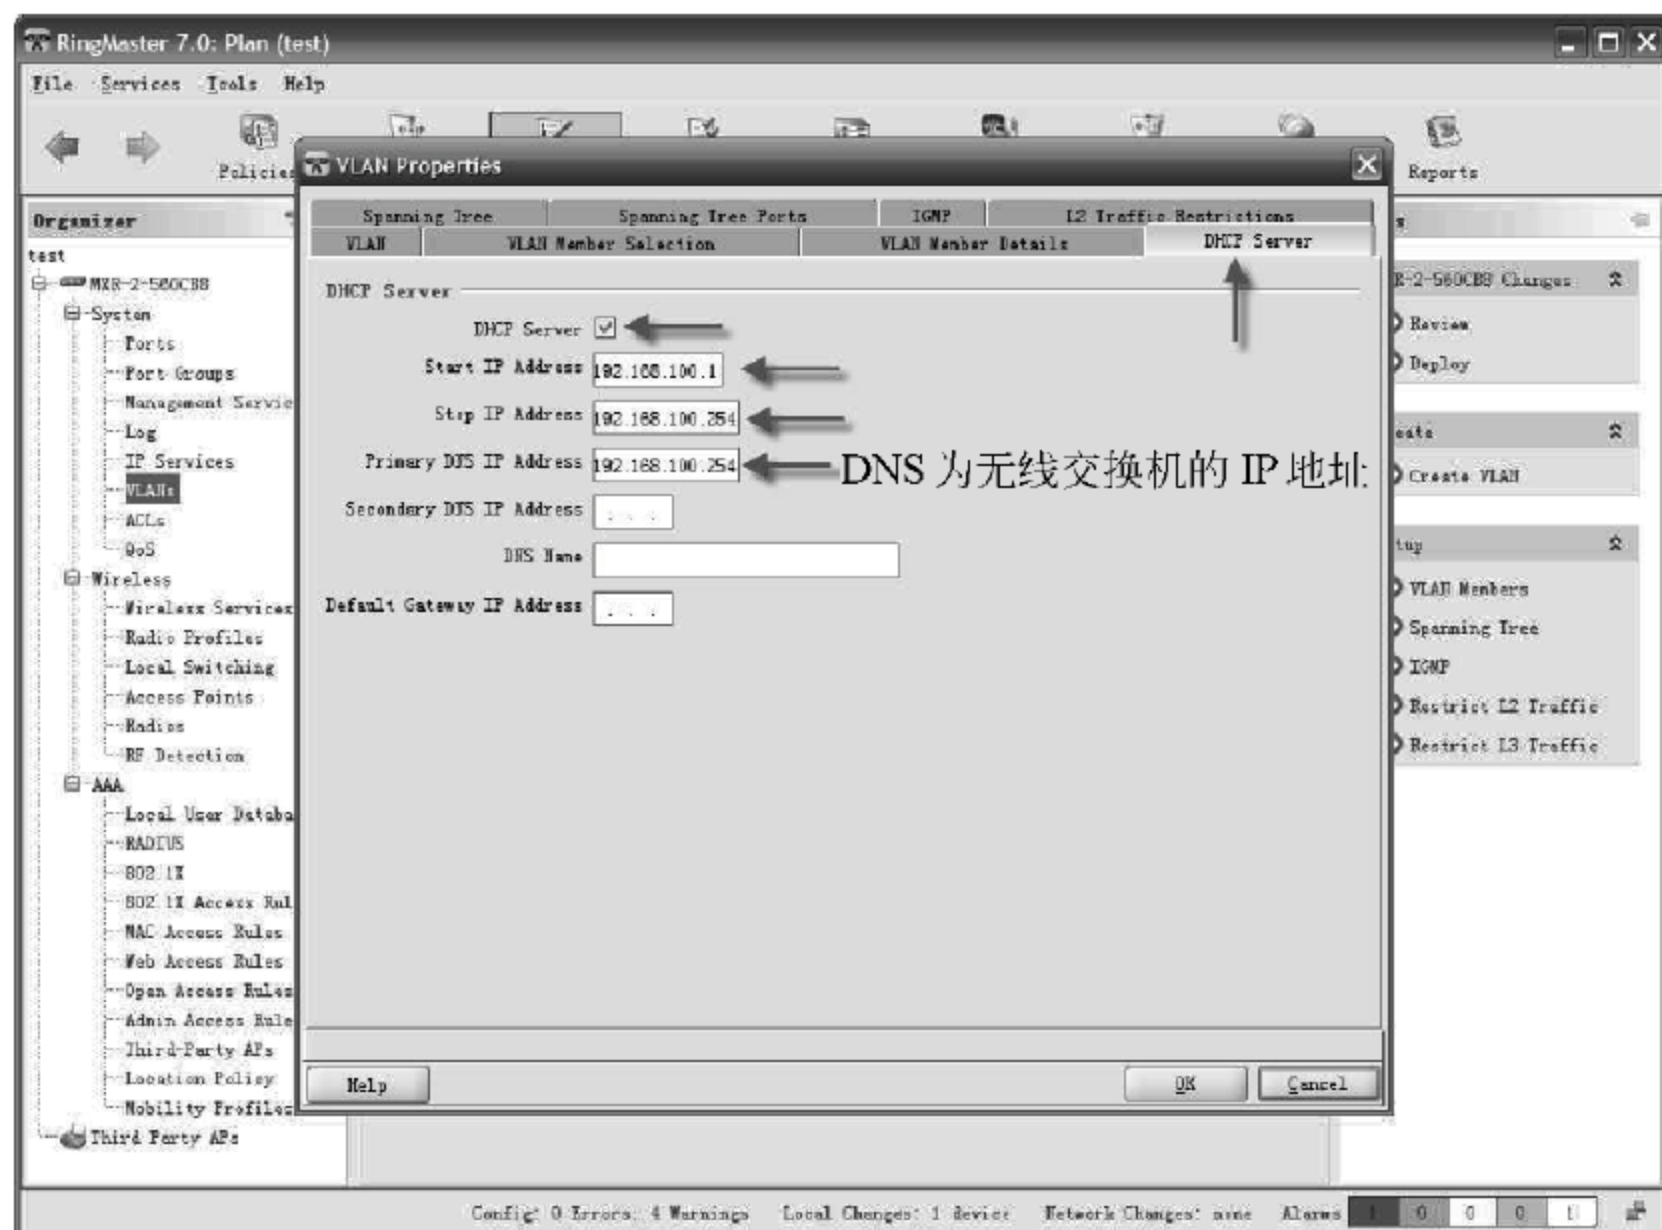 RingMaster 7.0: Plan (test)
File Services Tools Help
Policies
Reports
VLAN Properties
Organizer
Spanning Tree Spanning Tree Ports IGMP L2 Traffic Restrictions
VLAN VLAN Member Selection VLAN Member Details DHCP Server
test
MXR-2-560CB8
System
Ports
Port Groups
Management Servic
Log
IP Services
VLANs
ACLs
QoS
Wireless
Wireless Services
Radio Profiles
Local Switching
Access Points
Radios
RF Detection
AAA
Local User Databa
RADIUS
802.1X
802.1X Access Rul
MAC Access Rules
Web Access Rules
Open Access Rules
Admin Access Rule
Third-Party APs
Location Policy
Mobility Profiles
Third Party APs
DHCP Server
DHCP Server
Start IP Address 192.168.100.1
Stop IP Address 192.168.100.254
Primary DNS IP Address 192.168.100.254
DNS 为无线交换机的 IP 地址
Secondary DNS IP Address . . .
DNS Name
Default Gateway IP Address . . .
Help
OK
Cancel
s
R-2-560CB8 Changes
Review
Deploy
eate
Create VLAN
tup
VLAN Members
Spanning Tree
IGMP
Restrict L2 Traffic
Restrict L3 Traffic
Config: 0 Errors, 4 Warnings Local Changes: 1 device Network Changes: none Alarms 1 0 0 0